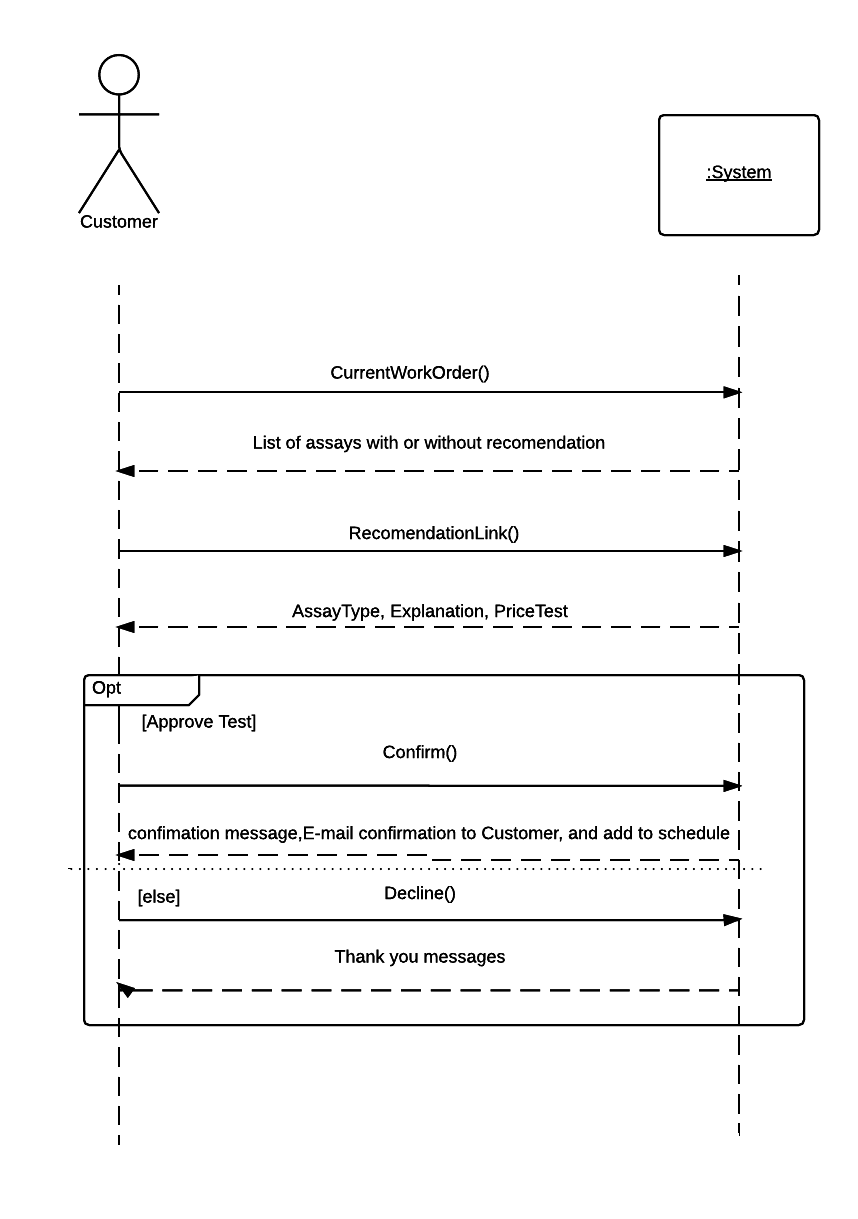 :System
Customer
CurrentWorkOrder()
List of assays with or without recomendation
RecomendationLink()
AssayType, Explanation, PriceTest
Opt
[Approve Test]
Confirm()
confimation message,E-mail confirmation to Customer, and add to schedule
[else]
Decline()
Thank you messages